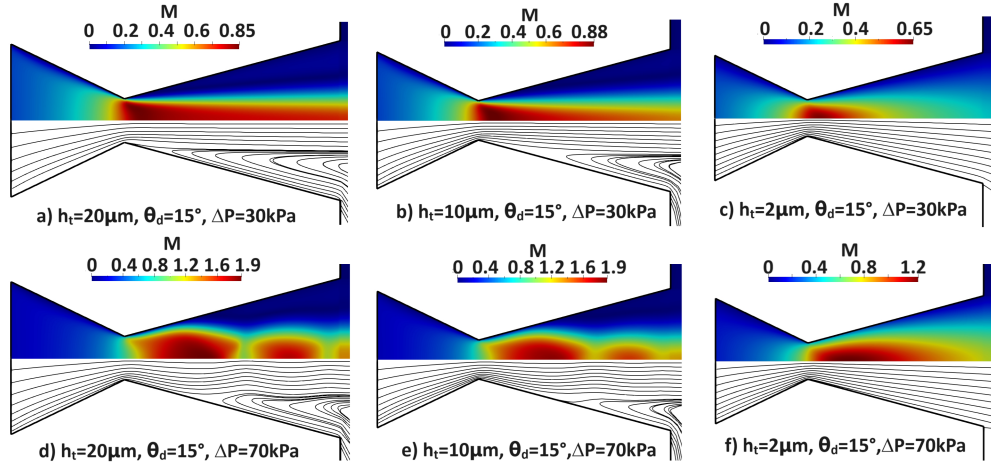 M
0 0.2 0.4 0.6 0.85
M
0 0.2 0.4 0.6 0.88
M
0 0.2 0.4 0.65
a) hₜ=20μm, θd=15°, ΔP=30kPa
b) hₜ=10μm, θd=15°, ΔP=30kPa
c) hₜ=2μm, θd=15°, ΔP=30kPa
M
0 0.4 0.8 1.2 1.6 1.9
M
0 0.4 0.8 1.2 1.6 1.9
M
0 0.4 0.8 1.2
d) hₜ=20μm, θd=15°, ΔP=70kPa
e) hₜ=10μm, θd=15°,ΔP=70kPa
f) hₜ=2μm, θd=15°,ΔP=70kPa